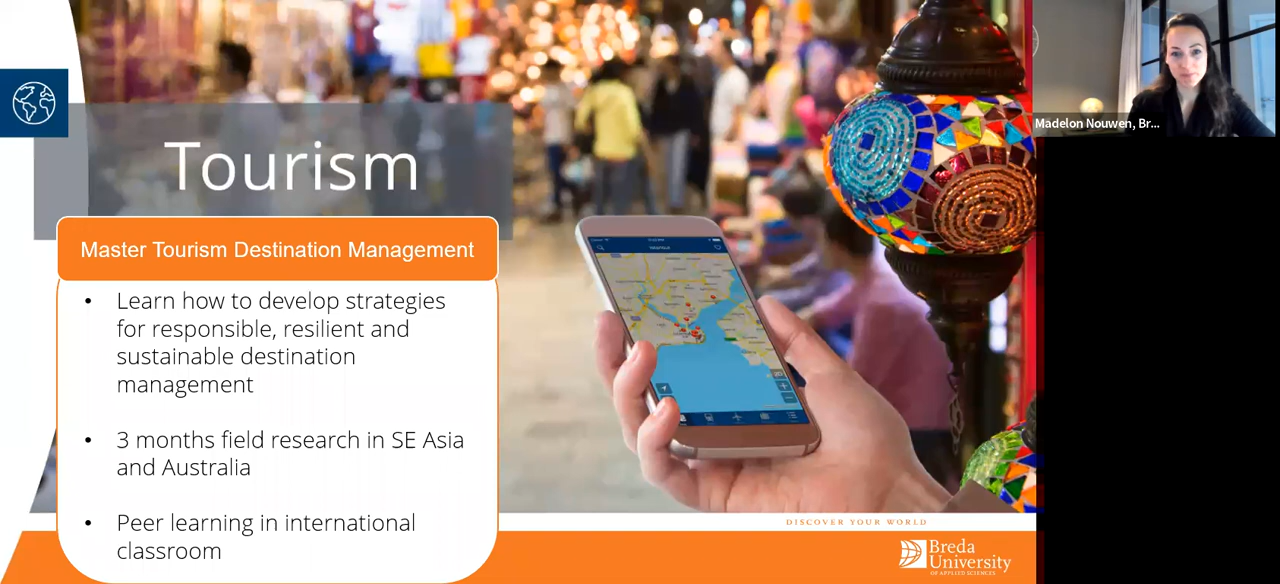 Tourism
Master Tourism Destination Management
• Learn how to develop strategies
for responsible, resilient and
sustainable destination
management
• 3 months field research in SE Asia
and Australia
• Peer learning in international
classroom
DISCOVER YOUR WORLD
Breda
University
OF APPLIED SCIENCES
Madelon Nouwen, Br...